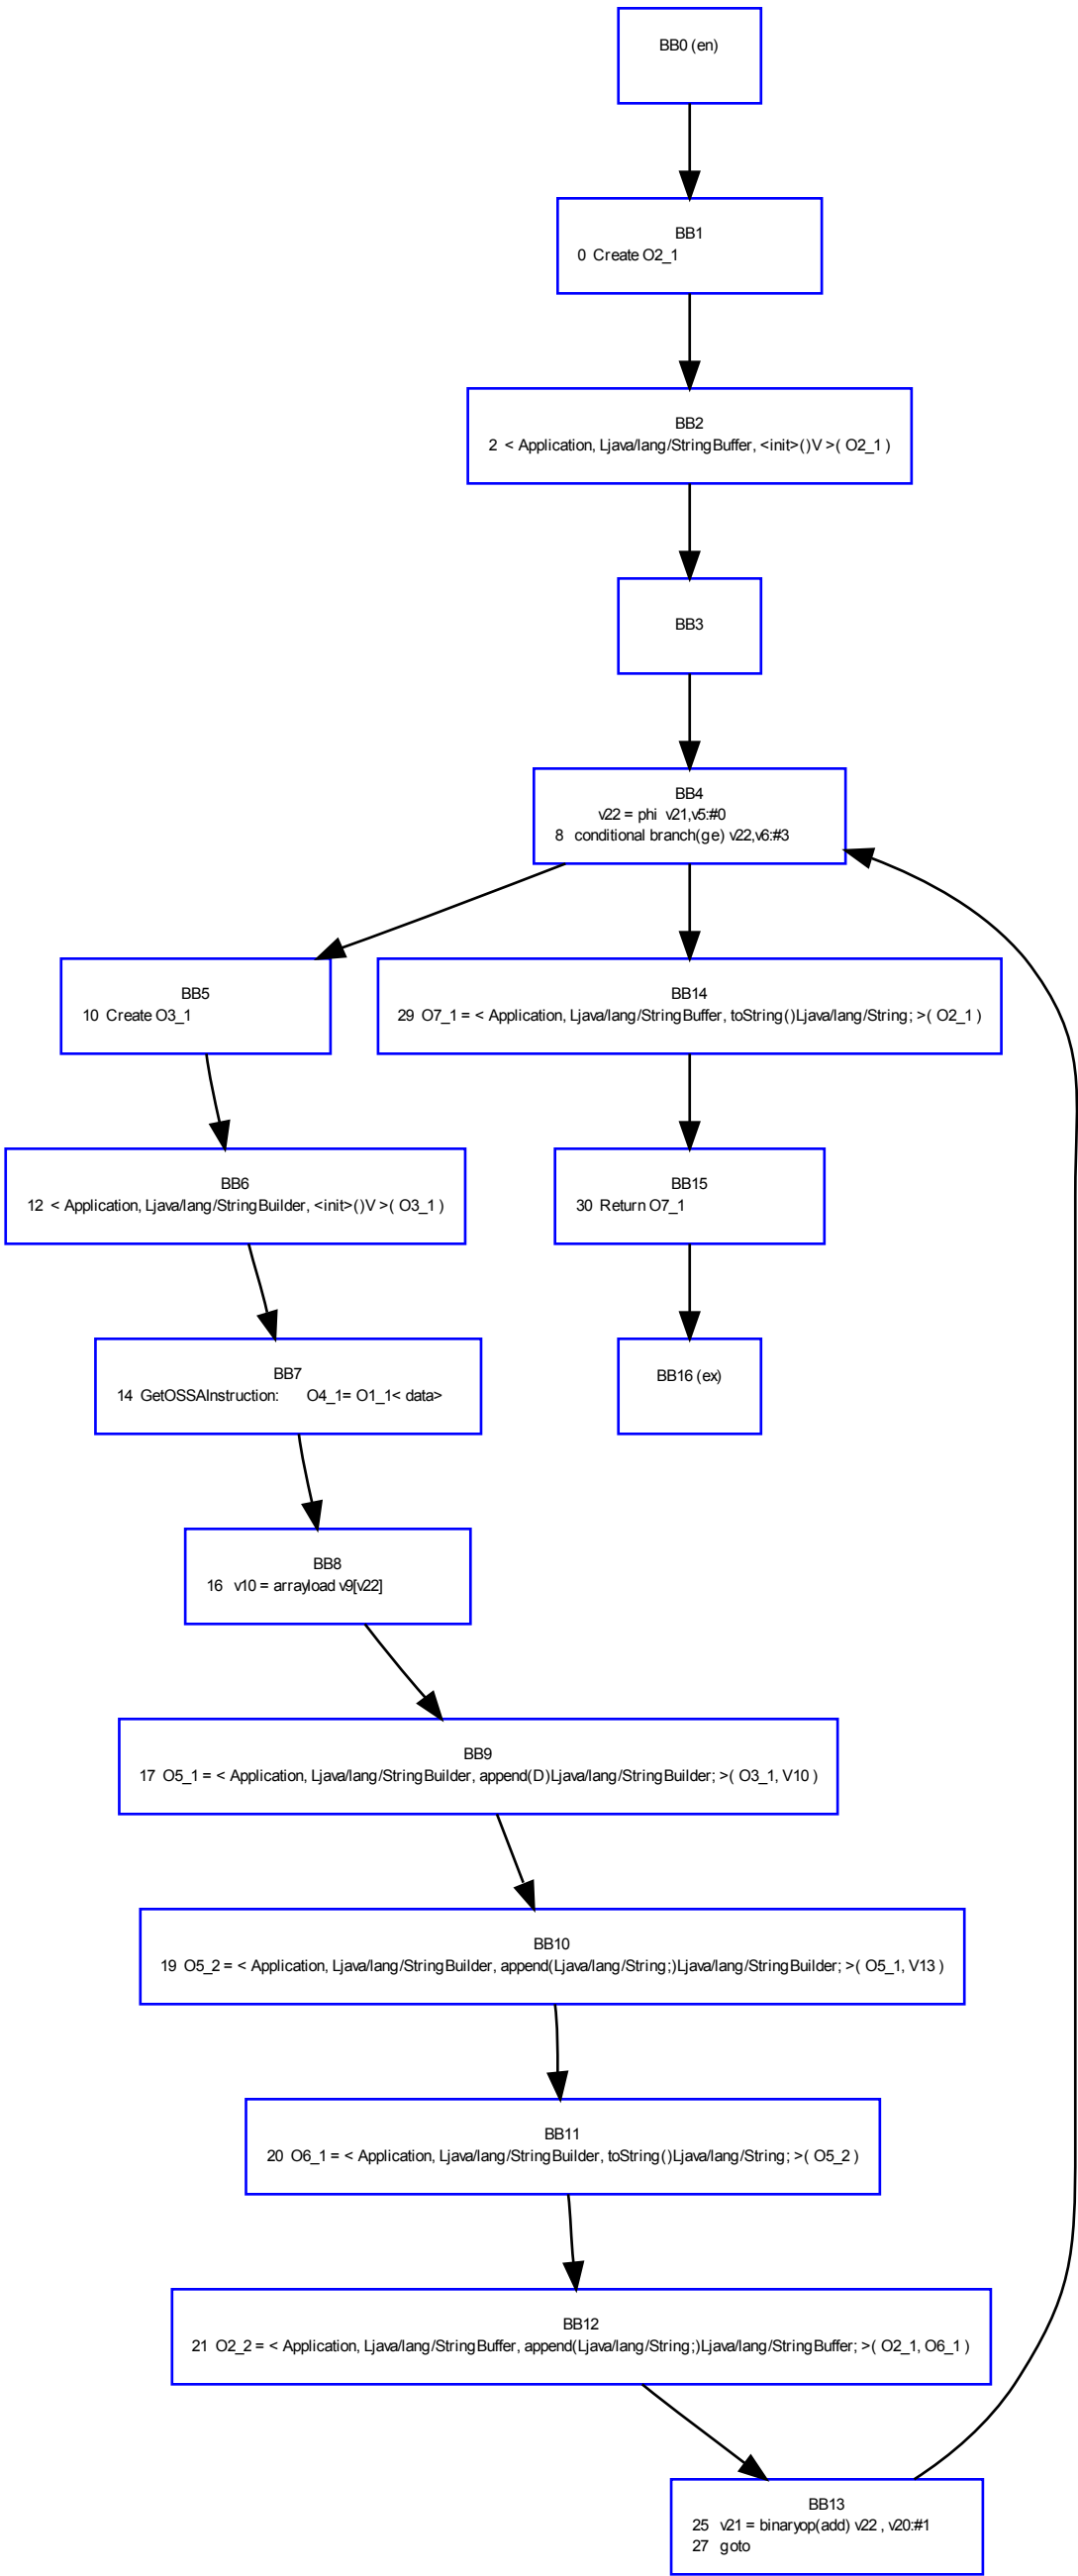 BB0 (en)
BB1
0 Create O2_1
BB2
2 < Application, Ljava/lang/StringBuffer, <init>()V >( O2_1 )
BB3
BB4
v22 = phi v21,v5:#0
8 conditional branch(ge) v22,v6:#3
BB5
10 Create O3_1
BB14
29 O7_1 = < Application, Ljava/lang/StringBuffer, toString()Ljava/lang/String; >( O2_1 )
BB6
12 < Application, Ljava/lang/StringBuilder, <init>()V >( O3_1 )
BB15
30 Return O7_1
BB7
14 GetOSSAInstruction: O4_1= O1_1< data>
BB16 (ex)
BB8
16 v10 = arrayload v9[v22]
BB9
17 O5_1 = < Application, Ljava/lang/StringBuilder, append(D)Ljava/lang/StringBuilder; >( O3_1, V10 )
BB10
19 O5_2 = < Application, Ljava/lang/StringBuilder, append(Ljava/lang/String;)Ljava/lang/StringBuilder; >( O5_1, V13 )
BB11
20 O6_1 = < Application, Ljava/lang/StringBuilder, toString()Ljava/lang/String; >( O5_2 )
BB12
21 O2_2 = < Application, Ljava/lang/StringBuffer, append(Ljava/lang/String;)Ljava/lang/StringBuffer; >( O2_1, O6_1 )
BB13
25 v21 = binaryop(add) v22 , v20:#1
27 goto